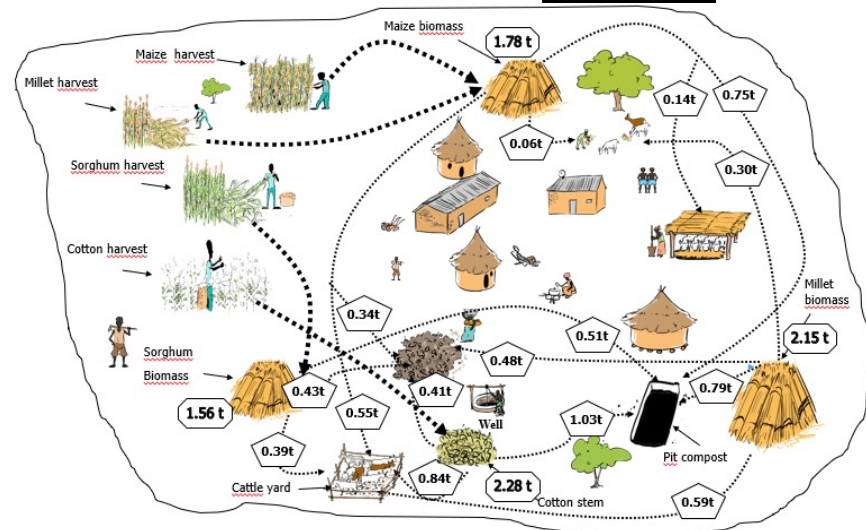 Maize biomass
1.78 t
Maize harvest
Millet harvest
0.14t
0.75t
0.06t
0.30t
Sorghum harvest
Cotton harvest
Millet
biomass
0.34t
0.51t
2.15 t
Sorghum
Biomass
0.48t
0.43t
0.41t
0.79t
1.56 t
0.55t
Well
1.03t
0.39t
Pit compost
Cattle yard
0.84t
2.28 t
Cotton stem
0.59t